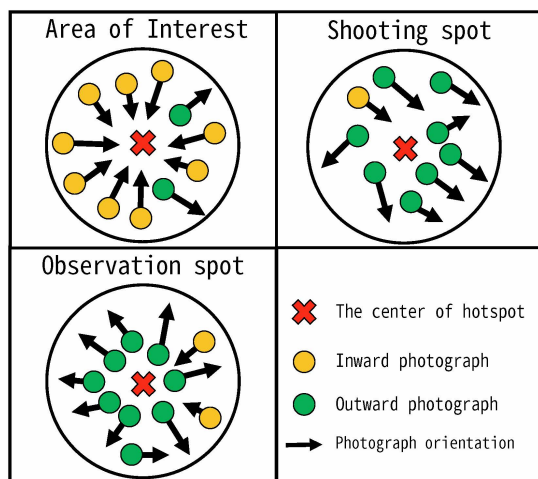 Area of Interest
Shooting spot
Observation spot
The center of hotspot
Inward photograph
Outward photograph
Photograph orientation